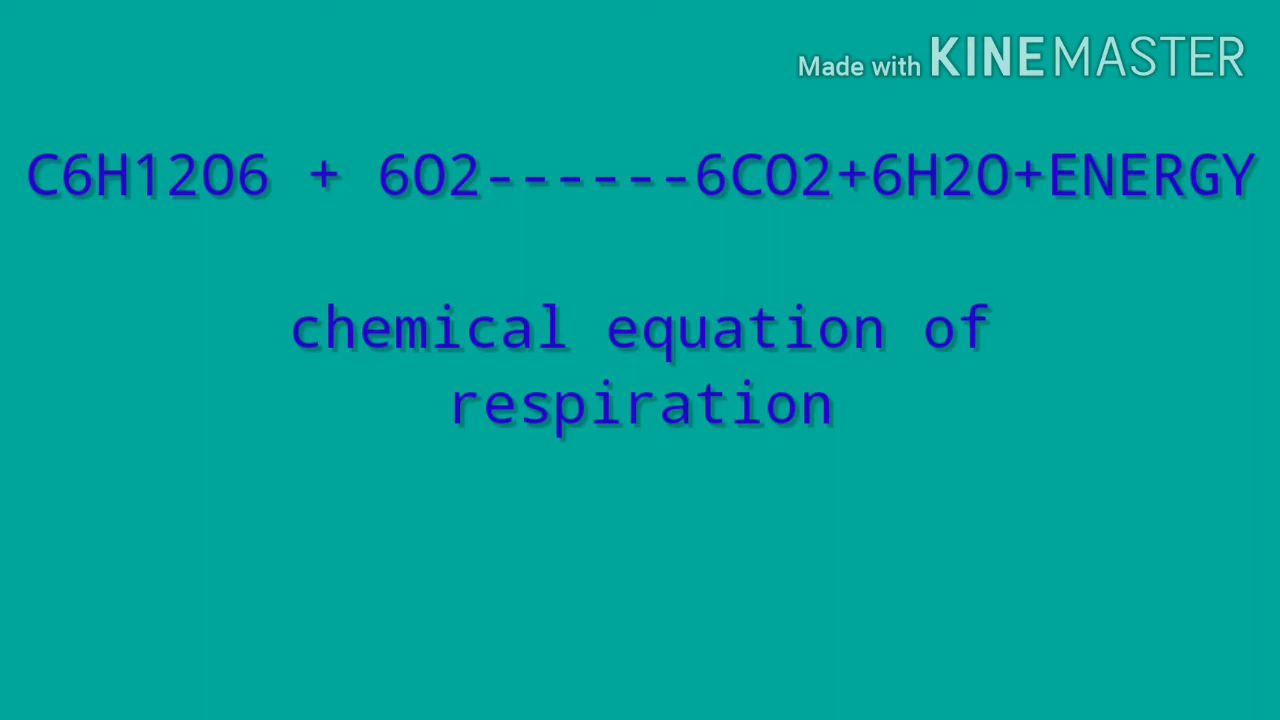 Made with KINEMASTER
C6H12O6 + 6O2------6CO2+6H2O+ENERGY
chemical equation of
respiration